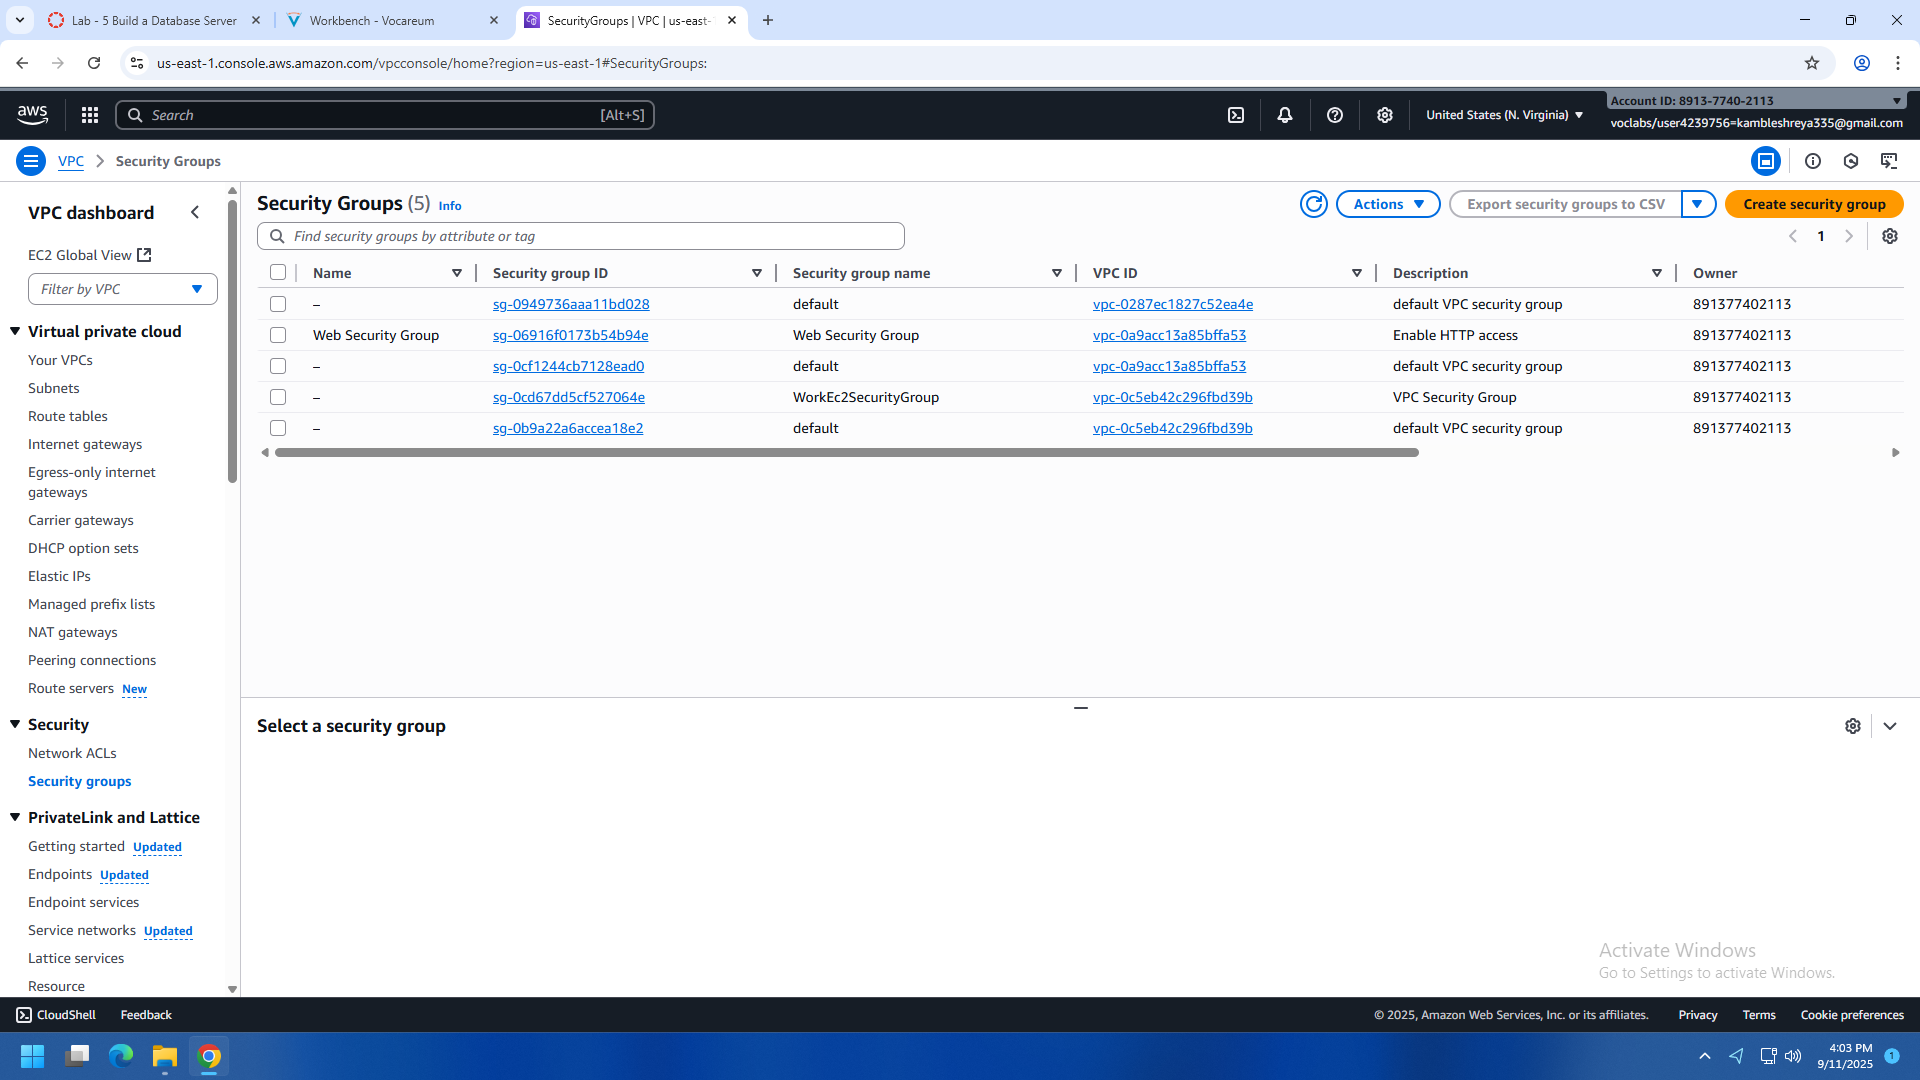 Lab - 5 Build a Database Server
Workbench - Vocareum
SecurityGroups | VPC | us-east-
us-east-1.console.aws.amazon.com/vpcconsole/home?region=us-east-1#SecurityGroups:
aws
Search
[Alt+S]
United States (N. Virginia)
Account ID: 8913-7740-2113
voclabs/user4239756=kambleshreya335@gmail.com
VPC
Security Groups
VPC dashboard
EC2 Global View
Filter by VPC
Virtual private cloud
Your VPCs
Subnets
Route tables
Internet gateways
Egress-only internet
gateways
Carrier gateways
DHCP option sets
Elastic IPs
Managed prefix lists
NAT gateways
Peering connections
Route servers New
Security
Network ACLs
Security groups
PrivateLink and Lattice
Getting started Updated
Endpoints Updated
Endpoint services
Service networks Updated
Lattice services
Resource
Security Groups (5) Info
Actions
Export security groups to CSV
Create security group
Find security groups by attribute or tag
1
Name Security group ID Security group name VPC ID Description Owner
– sg-0949736aaa11bd028 default vpc-0287ec1827c52ea4e default VPC security group 891377402113
Web Security Group sg-06916f0173b54b94e Web Security Group vpc-0a9acc13a85bffa53 Enable HTTP access 891377402113
– sg-0cf1244cb7128ead0 default vpc-0a9acc13a85bffa53 default VPC security group 891377402113
– sg-0cd67dd5cf527064e WorkEc2SecurityGroup vpc-0c5eb42c296fbd39b VPC Security Group 891377402113
– sg-0b9a22a6accea18e2 default vpc-0c5eb42c296fbd39b default VPC security group 891377402113
Select a security group
Activate Windows
Go to Settings to activate Windows.
CloudShell
Feedback
© 2025, Amazon Web Services, Inc. or its affiliates.
Privacy
Terms
Cookie preferences
4:03 PM
9/11/2025
1